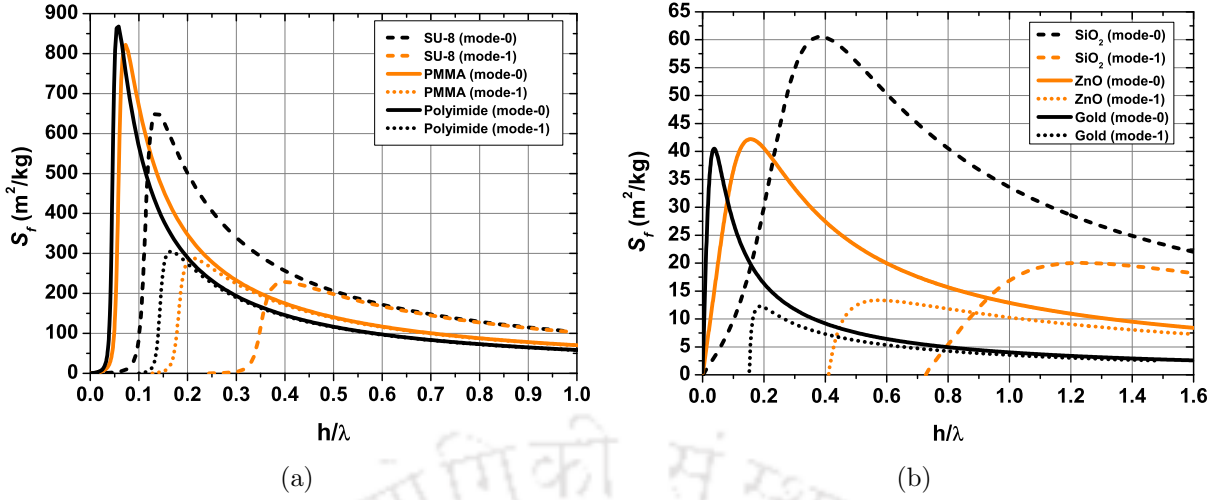 900
800
700
600
500
400
300
200
100
0
S_f (m²/kg)
0.0 0.1 0.2 0.3 0.4 0.5 0.6 0.7 0.8 0.9 1.0
h/λ
SU-8 (mode-0)
SU-8 (mode-1)
PMMA (mode-0)
PMMA (mode-1)
Polyimide (mode-0)
Polyimide (mode-1)
(a)
65
60
55
50
45
40
35
30
25
20
15
10
5
0
S_f (m²/kg)
0.0 0.2 0.4 0.6 0.8 1.0 1.2 1.4 1.6
h/λ
SiO₂ (mode-0)
SiO₂ (mode-1)
ZnO (mode-0)
ZnO (mode-1)
Gold (mode-0)
Gold (mode-1)
(b)